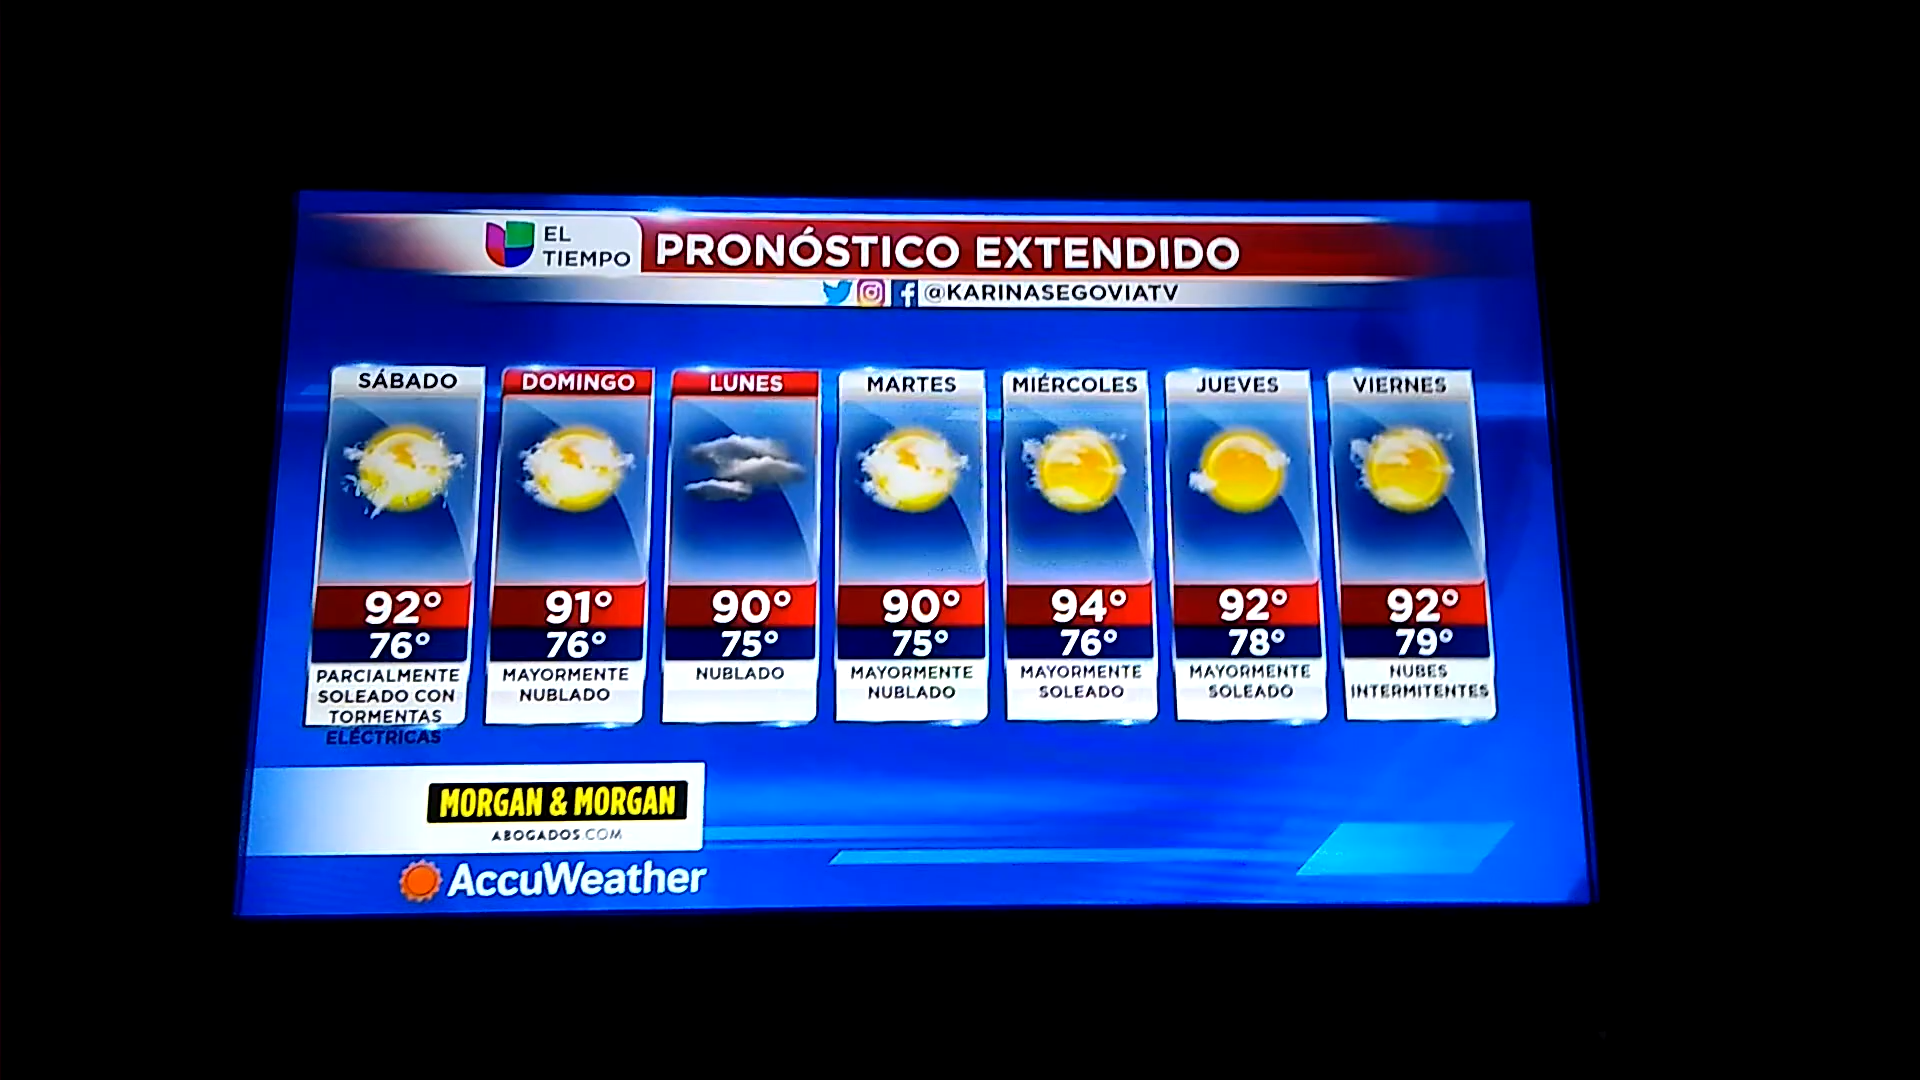 EL
TIEMPO
PRONÓSTICO EXTENDIDO
@KARINASEGOVIATV
SÁBADO
92°
76°
PARCIALMENTE
SOLEADO CON
TORMENTAS
ELÉCTRICAS
DOMINGO
91°
76°
MAYORMENTE
NUBLADO
LUNES
90°
75°
NUBLADO
MARTES
90°
75°
MAYORMENTE
NUBLADO
MIÉRCOLES
94°
76°
MAYORMENTE
SOLEADO
JUEVES
92°
78°
MAYORMENTE
SOLEADO
VIERNES
92°
79°
NUBES
INTERMITENTES
MORGAN & MORGAN
ABOGADOS.COM
AccuWeather